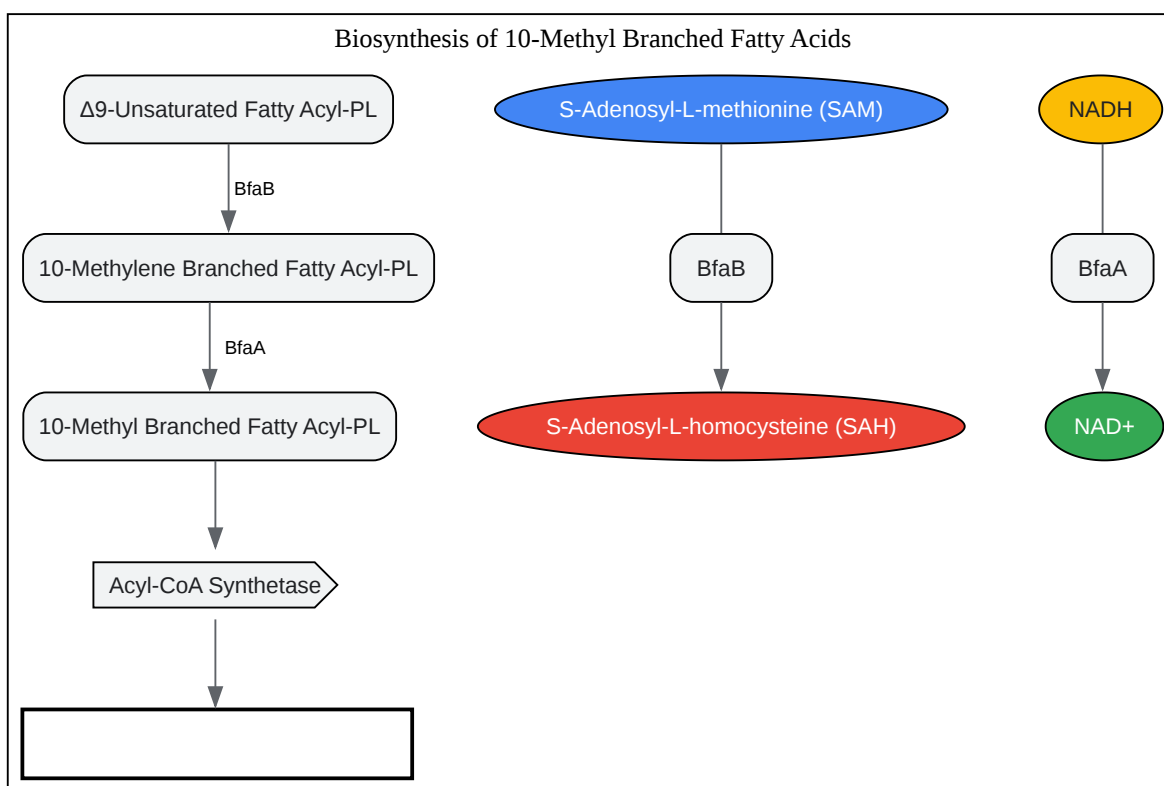 Biosynthesis of 10-Methyl Branched Fatty Acids
Δ9-Unsaturated Fatty Acyl-PL
S-Adenosyl-L-methionine (SAM)
NADH
BfaB
10-Methylene Branched Fatty Acyl-PL
BfaB
BfaA
BfaA
10-Methyl Branched Fatty Acyl-PL
S-Adenosyl-L-homocysteine (SAH)
NAD+
Acyl-CoA Synthetase